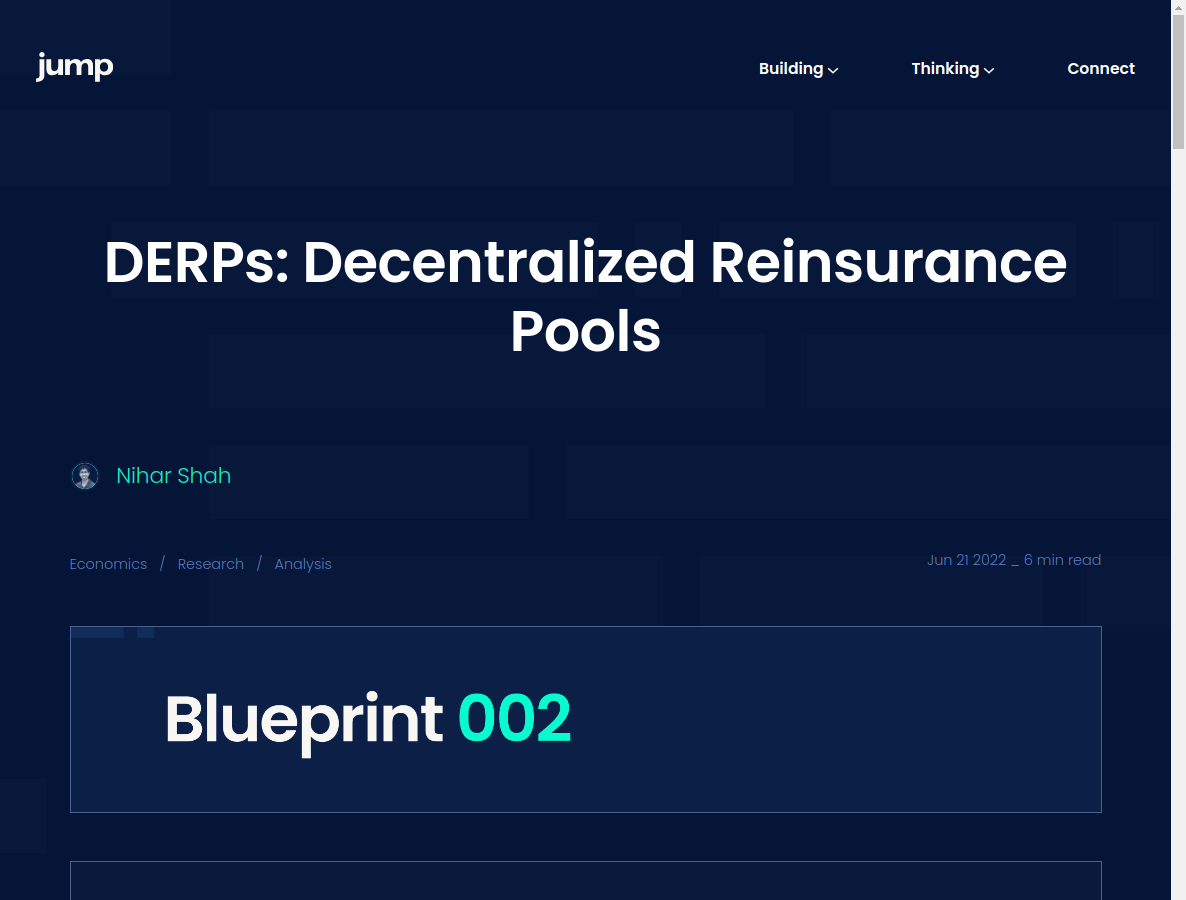 jump
Building
Thinking
Connect
DERPs: Decentralized Reinsurance
Pools
Nihar Shah
Economics / Research / Analysis
Jun 21 2022 _ 6 min read
Blueprint 002